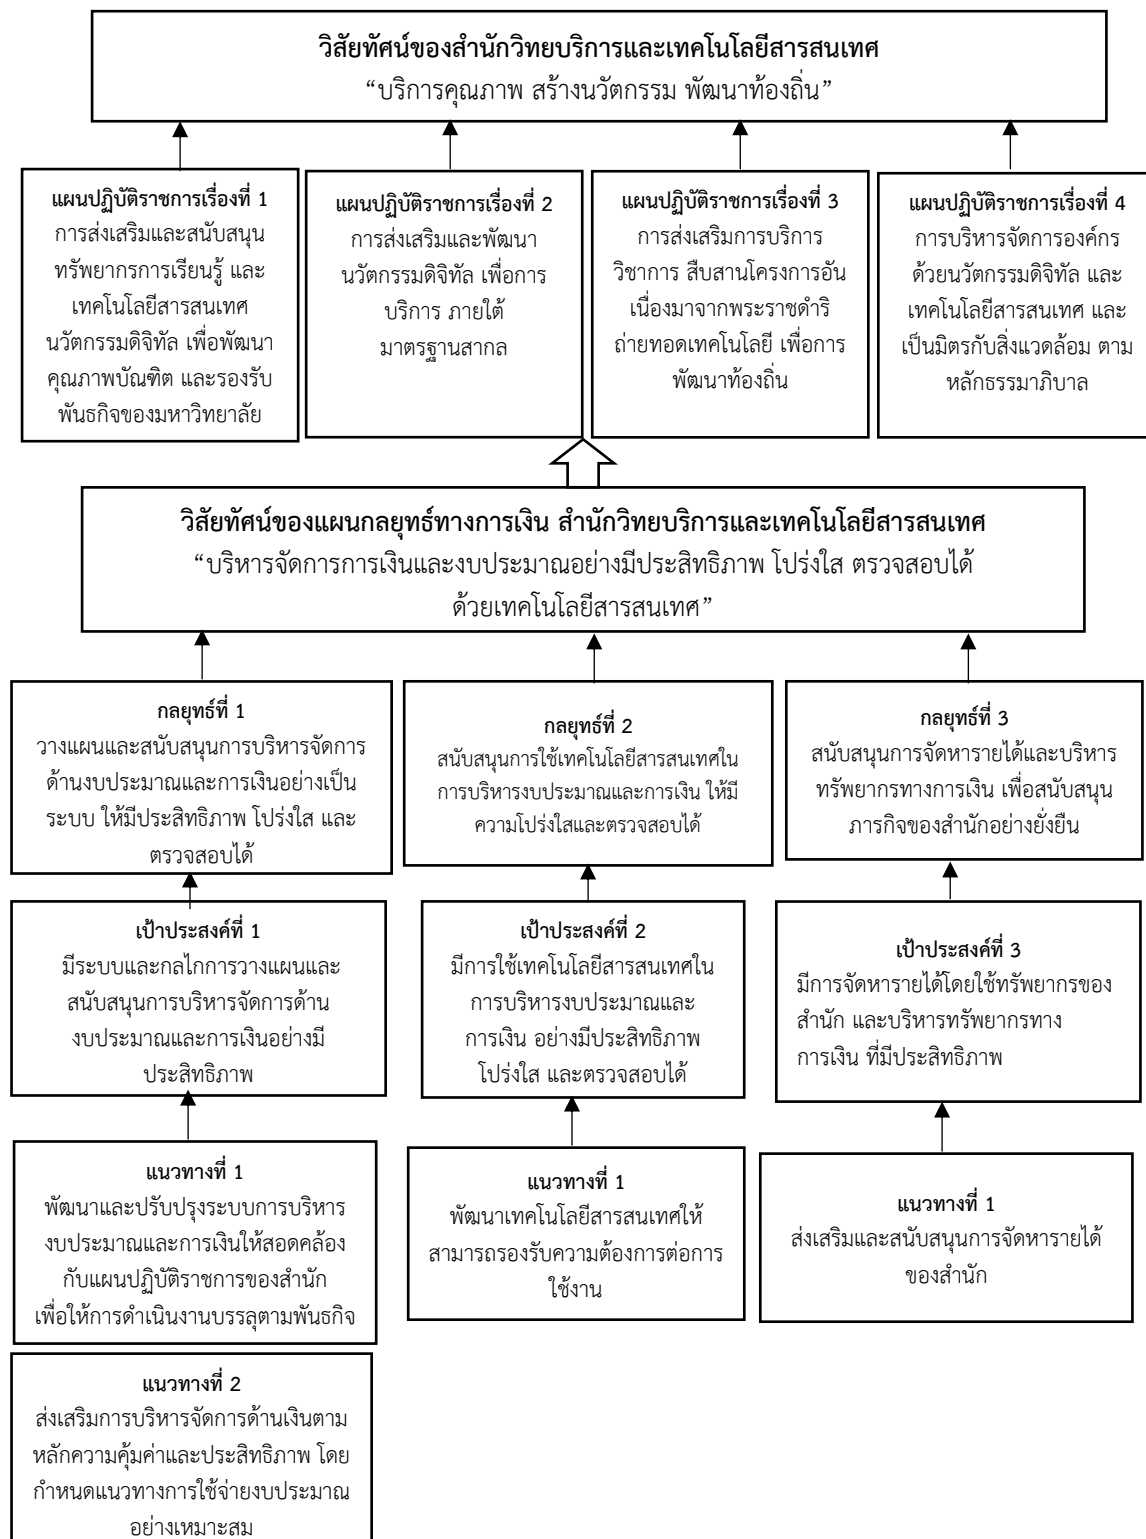 วิสัยทัศน์ของสำนักวิทยบริการและเทคโนโลยีสารสนเทศ
“บริการคุณภาพ สร้างนวัตกรรม พัฒนาท้องถิ่น”
แผนปฏิบัติราชการเรื่องที่ 1
การส่งเสริมและสนับสนุน
ทรัพยากรการเรียนรู้ และ
เทคโนโลยีสารสนเทศ
นวัตกรรมดิจิทัล เพื่อพัฒนา
คุณภาพบัณฑิต และรองรับ
พันธกิจของมหาวิทยาลัย
แผนปฏิบัติราชการเรื่องที่ 2
การส่งเสริมและพัฒนา
นวัตกรรมดิจิทัล เพื่อการ
บริการ ภายใต้
มาตรฐานสากล
แผนปฏิบัติราชการเรื่องที่ 3
การส่งเสริมการบริการ
วิชาการ สืบสานโครงการอัน
เนื่องมาจากพระราชดำริ
ถ่ายทอดเทคโนโลยี เพื่อการ
พัฒนาท้องถิ่น
แผนปฏิบัติราชการเรื่องที่ 4
การบริหารจัดการองค์กร
ด้วยนวัตกรรมดิจิทัล และ
เทคโนโลยีสารสนเทศ และ
เป็นมิตรกับสิ่งแวดล้อม ตาม
หลักธรรมาภิบาล
วิสัยทัศน์ของแผนกลยุทธ์ทางการเงิน สำนักวิทยบริการและเทคโนโลยีสารสนเทศ
“บริหารจัดการการเงินและงบประมาณอย่างมีประสิทธิภาพ โปร่งใส ตรวจสอบได้
ด้วยเทคโนโลยีสารสนเทศ”
กลยุทธ์ที่ 1
วางแผนและสนับสนุนการบริหารจัดการ
ด้านงบประมาณและการเงินอย่างเป็น
ระบบ ให้มีประสิทธิภาพ โปร่งใส และ
ตรวจสอบได้
กลยุทธ์ที่ 2
สนับสนุนการใช้เทคโนโลยีสารสนเทศใน
การบริหารงบประมาณและการเงิน ให้มี
ความโปร่งใสและตรวจสอบได้
กลยุทธ์ที่ 3
สนับสนุนการจัดหารายได้และบริหาร
ทรัพยากรทางการเงิน เพื่อสนับสนุน
ภารกิจของสำนักอย่างยั่งยืน
เป้าประสงค์ที่ 1
มีระบบและกลไกการวางแผนและ
สนับสนุนการบริหารจัดการด้าน
งบประมาณและการเงินอย่างมี
ประสิทธิภาพ
เป้าประสงค์ที่ 2
มีการใช้เทคโนโลยีสารสนเทศใน
การบริหารงบประมาณและ
การเงิน อย่างมีประสิทธิภาพ
โปร่งใส และตรวจสอบได้
เป้าประสงค์ที่ 3
มีการจัดหารายได้โดยใช้ทรัพยากรของ
สำนัก และบริหารทรัพยากรทาง
การเงิน ที่มีประสิทธิภาพ
แนวทางที่ 1
พัฒนาและปรับปรุงระบบการบริหาร
งบประมาณและการเงินให้สอดคล้อง
กับแผนปฏิบัติราชการของสำนัก
เพื่อให้การดำเนินงานบรรลุตามพันธกิจ
แนวทางที่ 1
พัฒนาเทคโนโลยีสารสนเทศให้
สามารถรองรับความต้องการต่อการ
ใช้งาน
แนวทางที่ 1
ส่งเสริมและสนับสนุนการจัดหารายได้
ของสำนัก
แนวทางที่ 2
ส่งเสริมการบริหารจัดการด้านเงินตาม
หลักความคุ้มค่าและประสิทธิภาพ โดย
กำหนดแนวทางการใช้จ่ายงบประมาณ
อย่างเหมาะสม